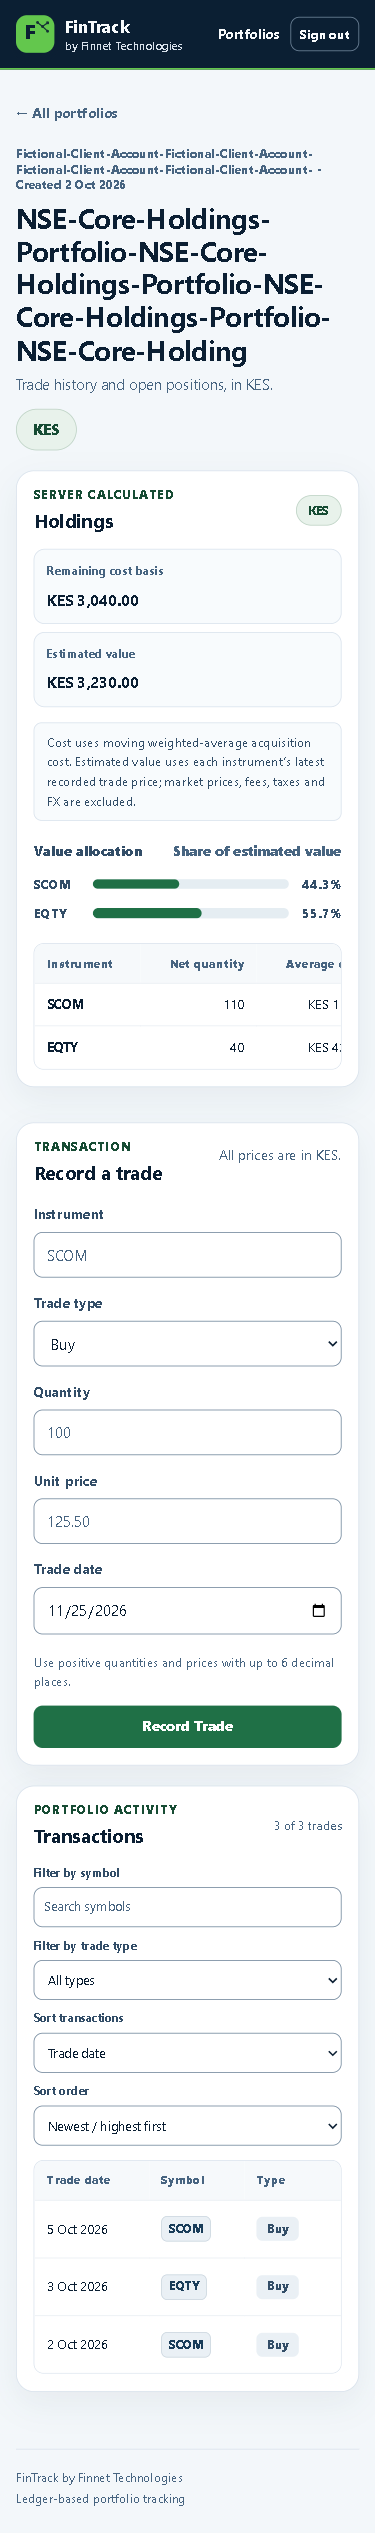 F
FinTrack
by Finnet Technologies
Portfolios
Sign out
← All portfolios
Fictional-Client-Account-Fictional-Client-Account-
Fictional-Client-Account-Fictional-Client-Account- -
Created 2 Oct 2026
NSE-Core-Holdings-
Portfolio-NSE-Core-
Holdings-Portfolio-NSE-
Core-Holdings-Portfolio-
NSE-Core-Holding
Trade history and open positions, in KES.
KES
SERVER CALCULATED
Holdings
KES
Remaining cost basis
KES 3,040.00
Estimated value
KES 3,230.00
Cost uses moving weighted-average acquisition
cost. Estimated value uses each instrument's latest
recorded trade price; market prices, fees, taxes and
FX are excluded.
Value allocation Share of estimated value
SCOM 44.3%
EQTY 55.7%
Instrument Net quantity Average
SCOM 110 KES 1
EQTY 40 KES 4
TRANSACTION
Record a trade
All prices are in KES.
Instrument
SCOM
Trade type
Buy
Quantity
100
Unit price
125.50
Trade date
11/25/2026
Use positive quantities and prices with up to 6 decimal
places.
Record Trade
PORTFOLIO ACTIVITY
Transactions
3 of 3 trades
Filter by symbol
Search symbols
Filter by trade type
All types
Sort transactions
Trade date
Sort order
Newest / highest first
Trade date Symbol Type
5 Oct 2026 SCOM Buy
3 Oct 2026 EQTY Buy
2 Oct 2026 SCOM Buy
FinTrack by Finnet Technologies
Ledger-based portfolio tracking